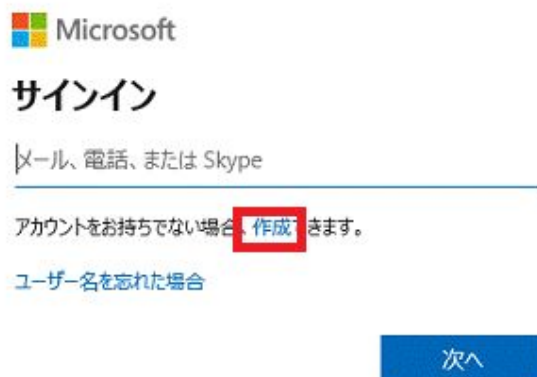 Microsoft
サインイン
メール、電話、または Skype
アカウントをお持ちでない場合、作成できます。
ユーザー名を忘れた場合
次へ